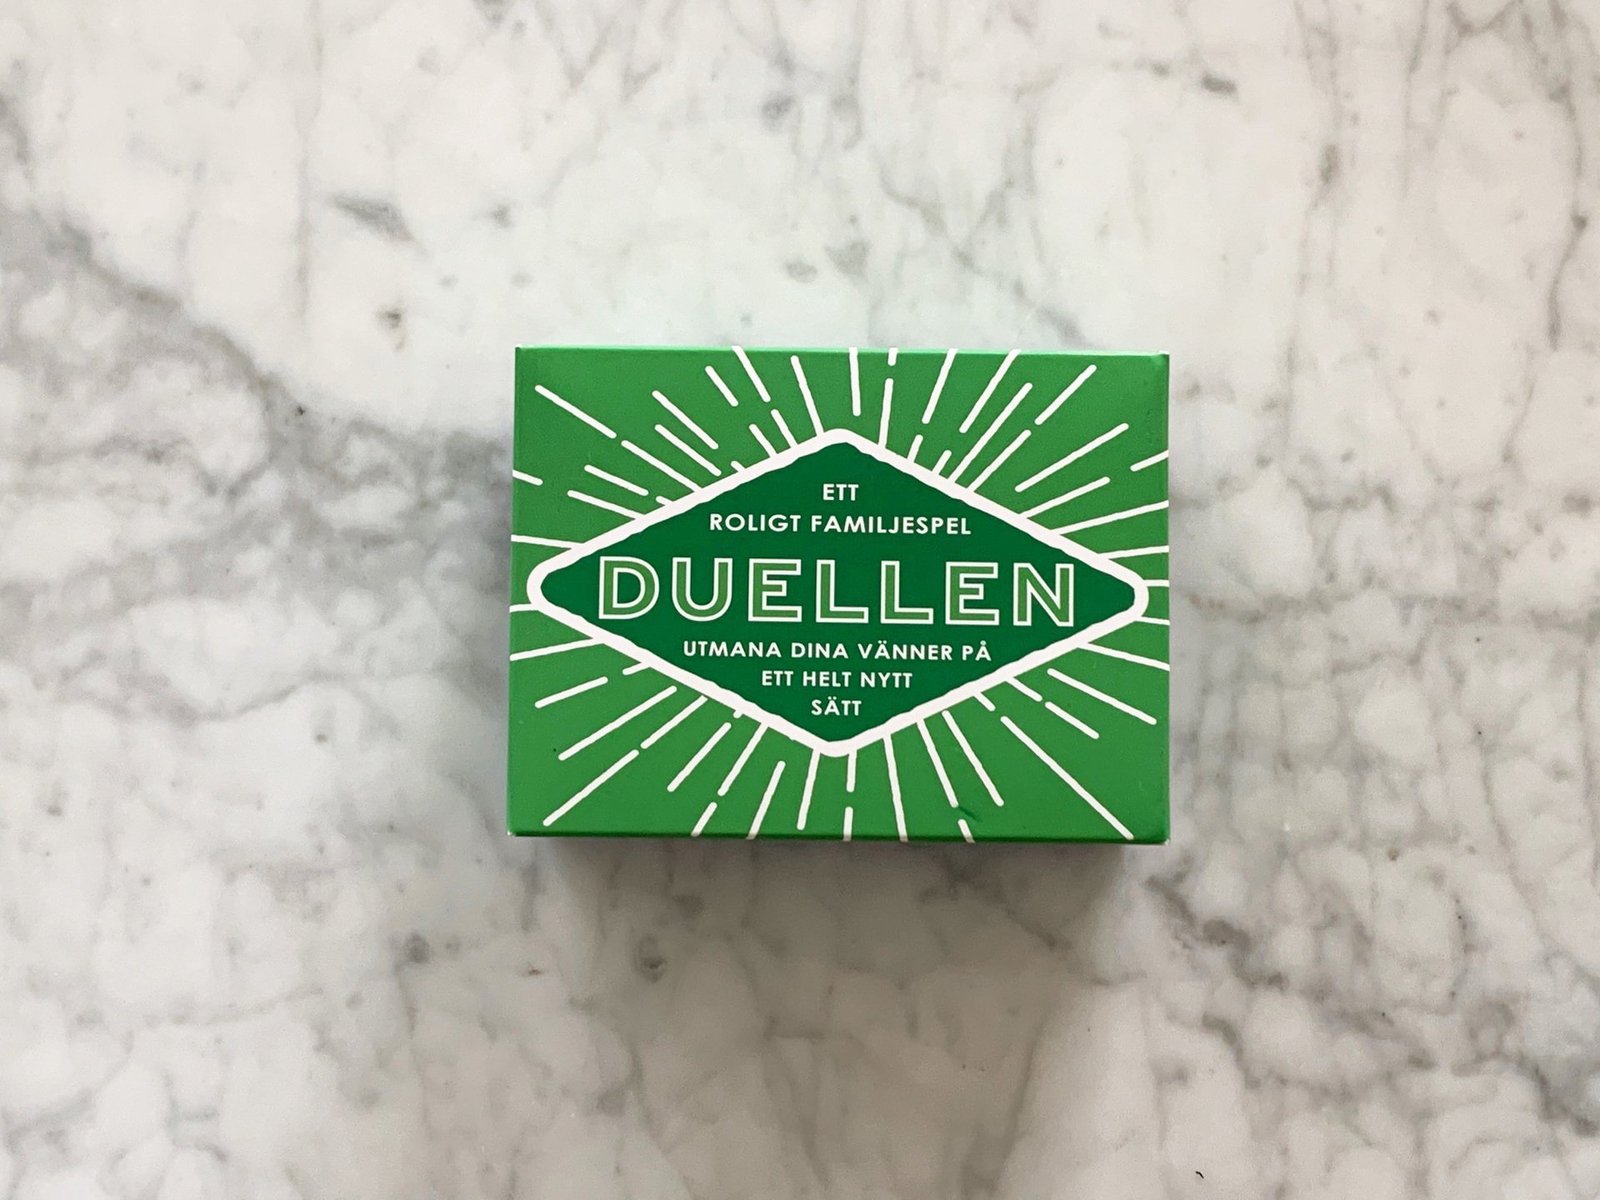 ETT
ROLIGT FAMILJESPEL
DUELLEN
UTMANA DINA VÄNNER PÅ
ETT HELT NYTT
SÄTT